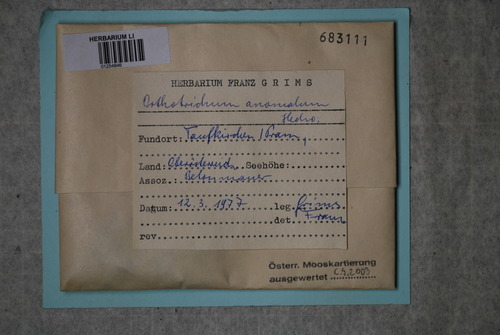 683111
HERBARIUM LI
HERBARIUM FRANZ GRIMS
Orthotrichum anomalum
Hedw.
Fundort: Taufkirchen / Pram,
Land: Oberösterreich Seehöhe:
Assoz.: Betonmauer
Datum: 12.3.1977 leg. Grims
det. Franz
rev.
Österr. Mooskartierung
ausgewertet 2003